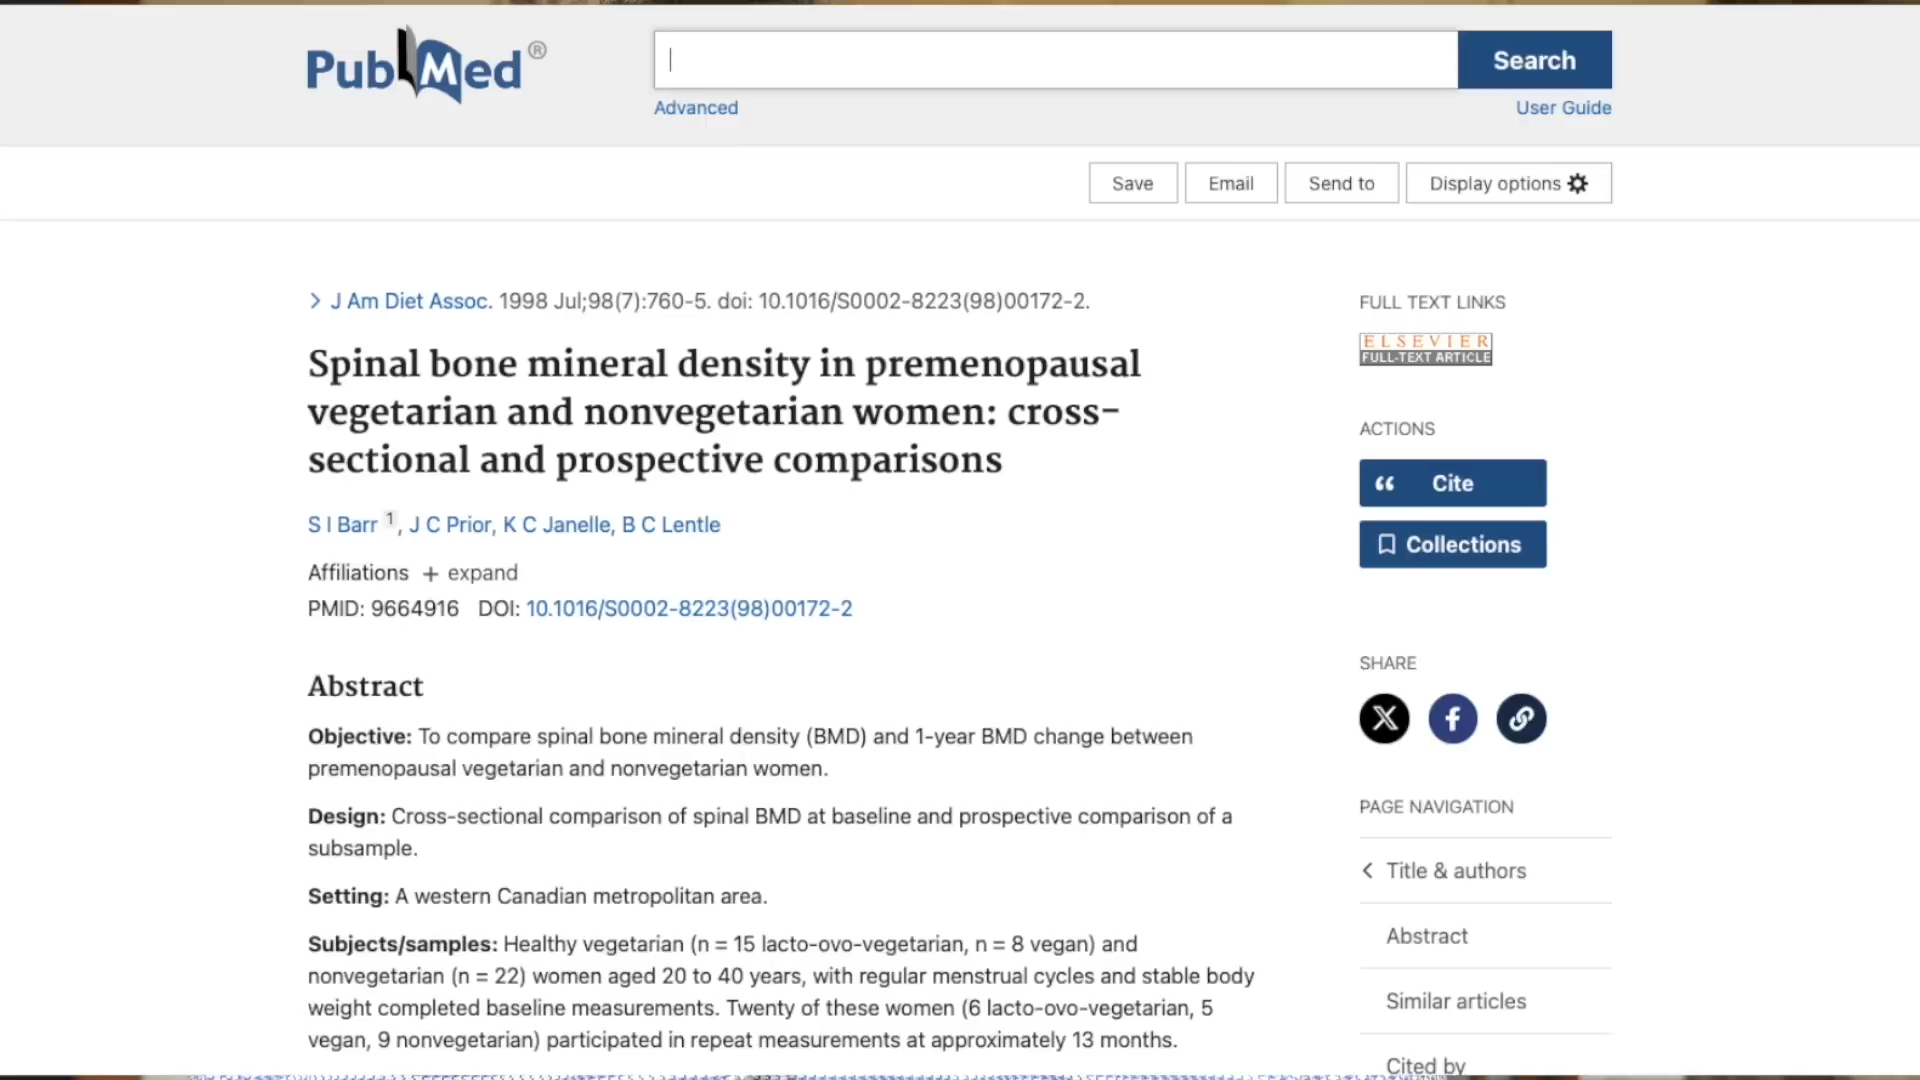 PubMed®
Search
Advanced
User Guide
Save
Email
Send to
Display options
J Am Diet Assoc. 1998 Jul;98(7):760-5. doi: 10.1016/S0002-8223(98)00172-2.
Spinal bone mineral density in premenopausal
vegetarian and nonvegetarian women: cross-
sectional and prospective comparisons
S I Barr 1, J C Prior, K C Janelle, B C Lentle
Affiliations + expand
PMID: 9664916 DOI: 10.1016/S0002-8223(98)00172-2
Abstract
Objective: To compare spinal bone mineral density (BMD) and 1-year BMD change between
premenopausal vegetarian and nonvegetarian women.
Design: Cross-sectional comparison of spinal BMD at baseline and prospective comparison of a
subsample.
Setting: A western Canadian metropolitan area.
Subjects/samples: Healthy vegetarian (n = 15 lacto-ovo-vegetarian, n = 8 vegan) and
nonvegetarian (n = 22) women aged 20 to 40 years, with regular menstrual cycles and stable body
weight completed baseline measurements. Twenty of these women (6 lacto-ovo-vegetarian, 5
vegan, 9 nonvegetarian) participated in repeat measurements at approximately 13 months.
FULL TEXT LINKS
ELSEVIER
FULL-TEXT ARTICLE
ACTIONS
Cite
Collections
SHARE
PAGE NAVIGATION
Title & authors
Abstract
Similar articles
Cited by